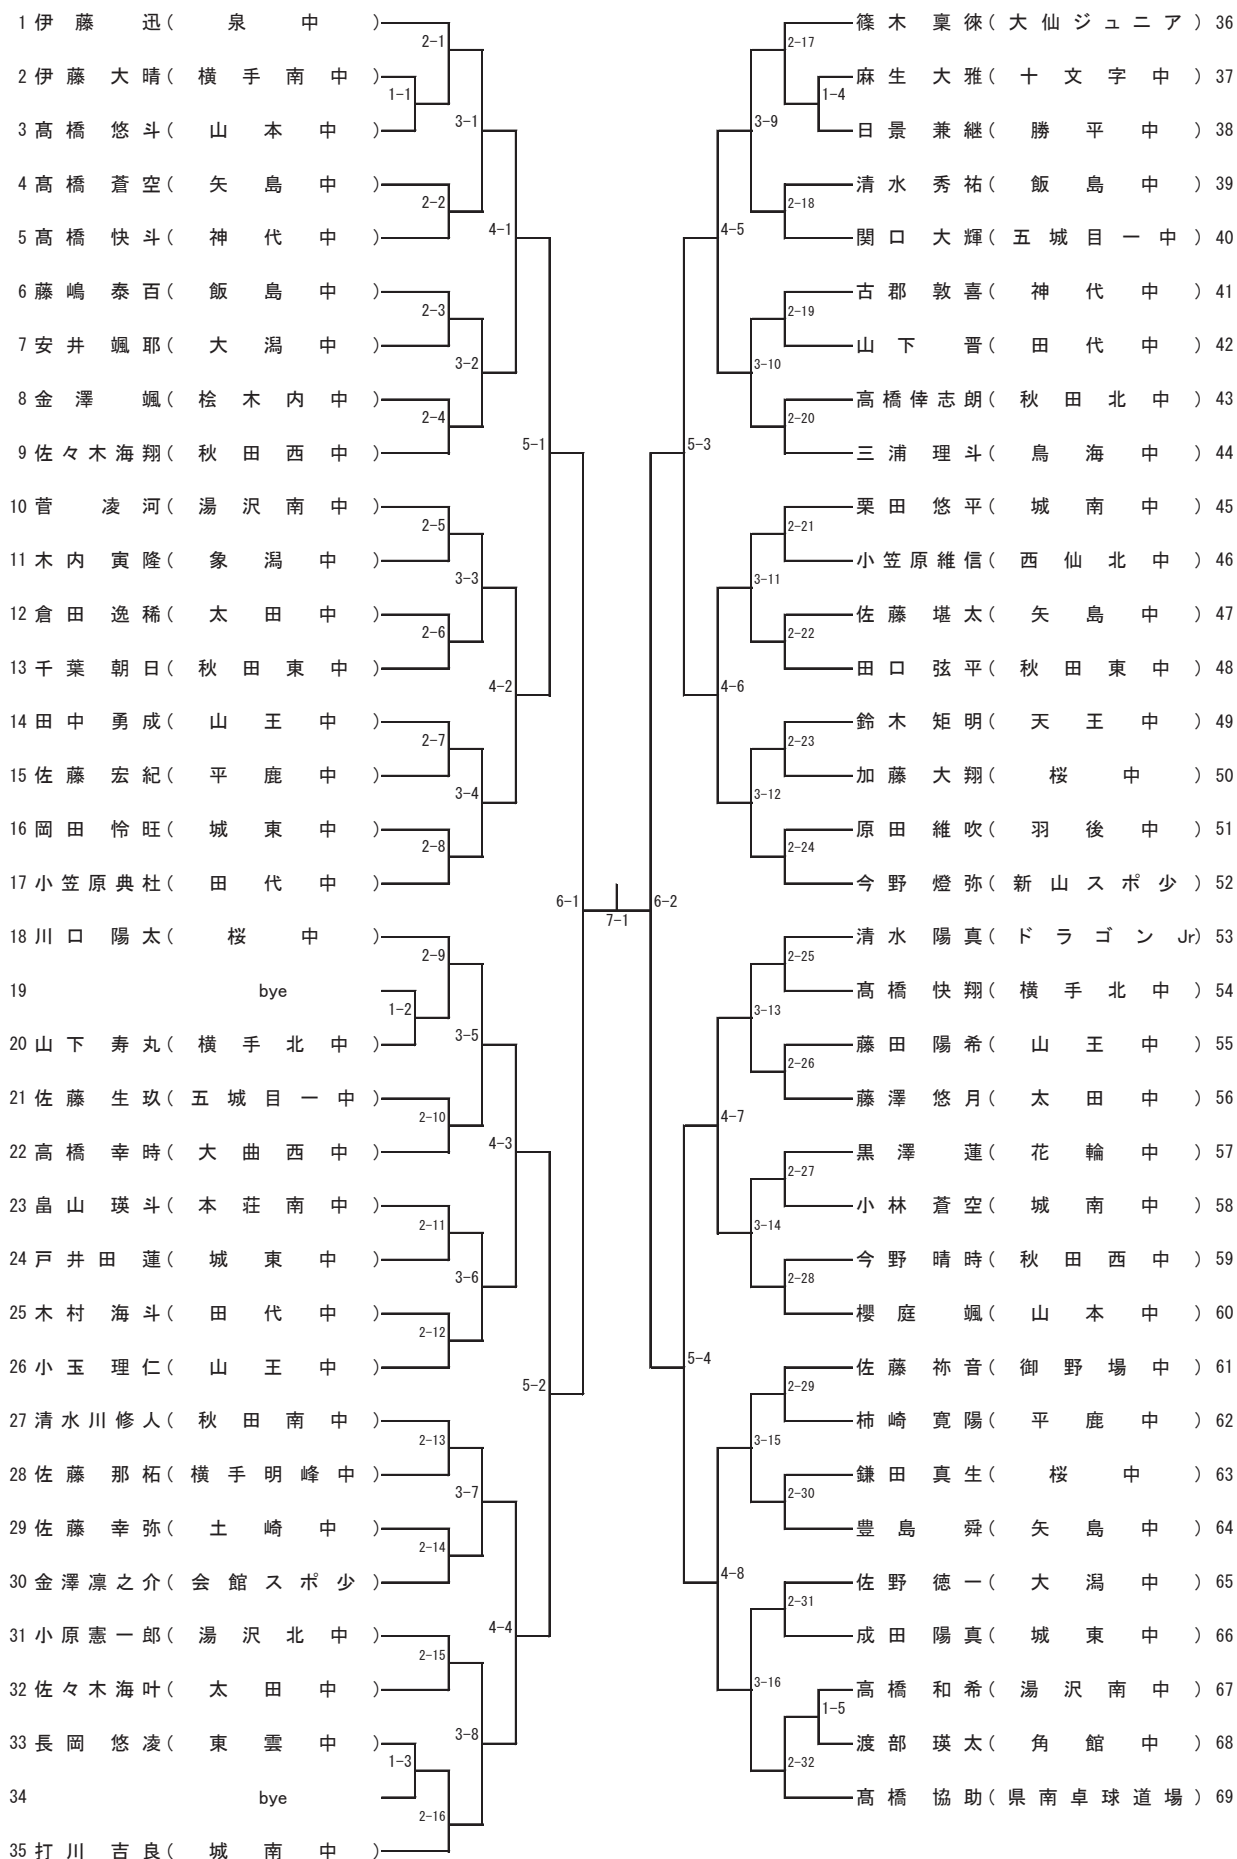 1 伊藤 迅 ( 泉 中 )
2 伊藤大晴 ( 横手南中 )
3 髙橋悠斗 ( 山本中 )
4 髙橋蒼空 ( 矢島中 )
5 髙橋快斗 ( 神代中 )
6 藤嶋泰百 ( 飯島中 )
7 安井颯耶 ( 大潟中 )
8 金澤 颯 ( 桧木内中 )
9 佐々木海翔 ( 秋田西中 )
10 菅 凌河 ( 湯沢南中 )
11 木内寅隆 ( 象潟中 )
12 倉田逸稀 ( 太田中 )
13 千葉朝日 ( 秋田東中 )
14 田中勇成 ( 山王中 )
15 佐藤宏紀 ( 平鹿中 )
16 岡田怜旺 ( 城東中 )
17 小笠原典杜 ( 田代中 )
18 川口陽太 ( 桜 中 )
19 bye
20 山下寿丸 ( 横手北中 )
21 佐藤生玖 ( 五城目一中 )
22 高橋幸時 ( 大曲西中 )
23 畠山瑛斗 ( 本荘南中 )
24 戸井田蓮 ( 城東中 )
25 木村海斗 ( 田代中 )
26 小玉理仁 ( 山王中 )
27 清水川修人 ( 秋田南中 )
28 佐藤那柘 ( 横手明峰中 )
29 佐藤幸弥 ( 土崎中 )
30 金澤凛之介 ( 会館スポ少 )
31 小原憲一郎 ( 湯沢北中 )
32 佐々木海叶 ( 太田中 )
33 長岡悠凌 ( 東雲中 )
34 bye
35 打川吉良 ( 城南中 )
2-1
1-1
3-1
2-2
4-1
2-3
3-2
2-4
5-1
2-5
3-3
2-6
4-2
2-7
3-4
2-8
6-1
2-9
1-2
3-5
2-10
4-3
2-11
3-6
2-12
5-2
2-13
3-7
2-14
4-4
2-15
3-8
1-3
2-16
7-1
篠木稟徠 ( 大仙ジュニア ) 36
麻生大雅 ( 十文字中 ) 37
日景兼継 ( 勝平中 ) 38
清水秀祐 ( 飯島中 ) 39
関口大輝 ( 五城目一中 ) 40
古郡敦喜 ( 神代中 ) 41
山下 晋 ( 田代中 ) 42
高橋倖志朗 ( 秋田北中 ) 43
三浦理斗 ( 鳥海中 ) 44
栗田悠平 ( 城南中 ) 45
小笠原維信 ( 西仙北中 ) 46
佐藤堪太 ( 矢島中 ) 47
田口弦平 ( 秋田東中 ) 48
鈴木矩明 ( 天王中 ) 49
加藤大翔 ( 桜 中 ) 50
原田維吹 ( 羽後中 ) 51
今野燈弥 ( 新山スポ少 ) 52
清水陽真 ( ドラゴンJr) 53
髙橋快翔 ( 横手北中 ) 54
藤田陽希 ( 山王中 ) 55
藤澤悠月 ( 太田中 ) 56
黒澤 蓮 ( 花輪中 ) 57
小林蒼空 ( 城南中 ) 58
今野晴時 ( 秋田西中 ) 59
櫻庭 颯 ( 山本中 ) 60
佐藤祢音 ( 御野場中 ) 61
柿崎寛陽 ( 平鹿中 ) 62
鎌田真生 ( 桜 中 ) 63
豊島 舜 ( 矢島中 ) 64
佐野徳一 ( 大潟中 ) 65
成田陽真 ( 城東中 ) 66
高橋和希 ( 湯沢南中 ) 67
渡部瑛太 ( 角館中 ) 68
髙橋協助 ( 県南卓球道場 ) 69
2-17
1-4
3-9
2-18
4-5
2-19
3-10
2-20
5-3
2-21
3-11
2-22
4-6
2-23
3-12
2-24
6-2
2-25
3-13
2-26
4-7
2-27
3-14
2-28
5-4
2-29
3-15
2-30
4-8
2-31
3-16
1-5
2-32